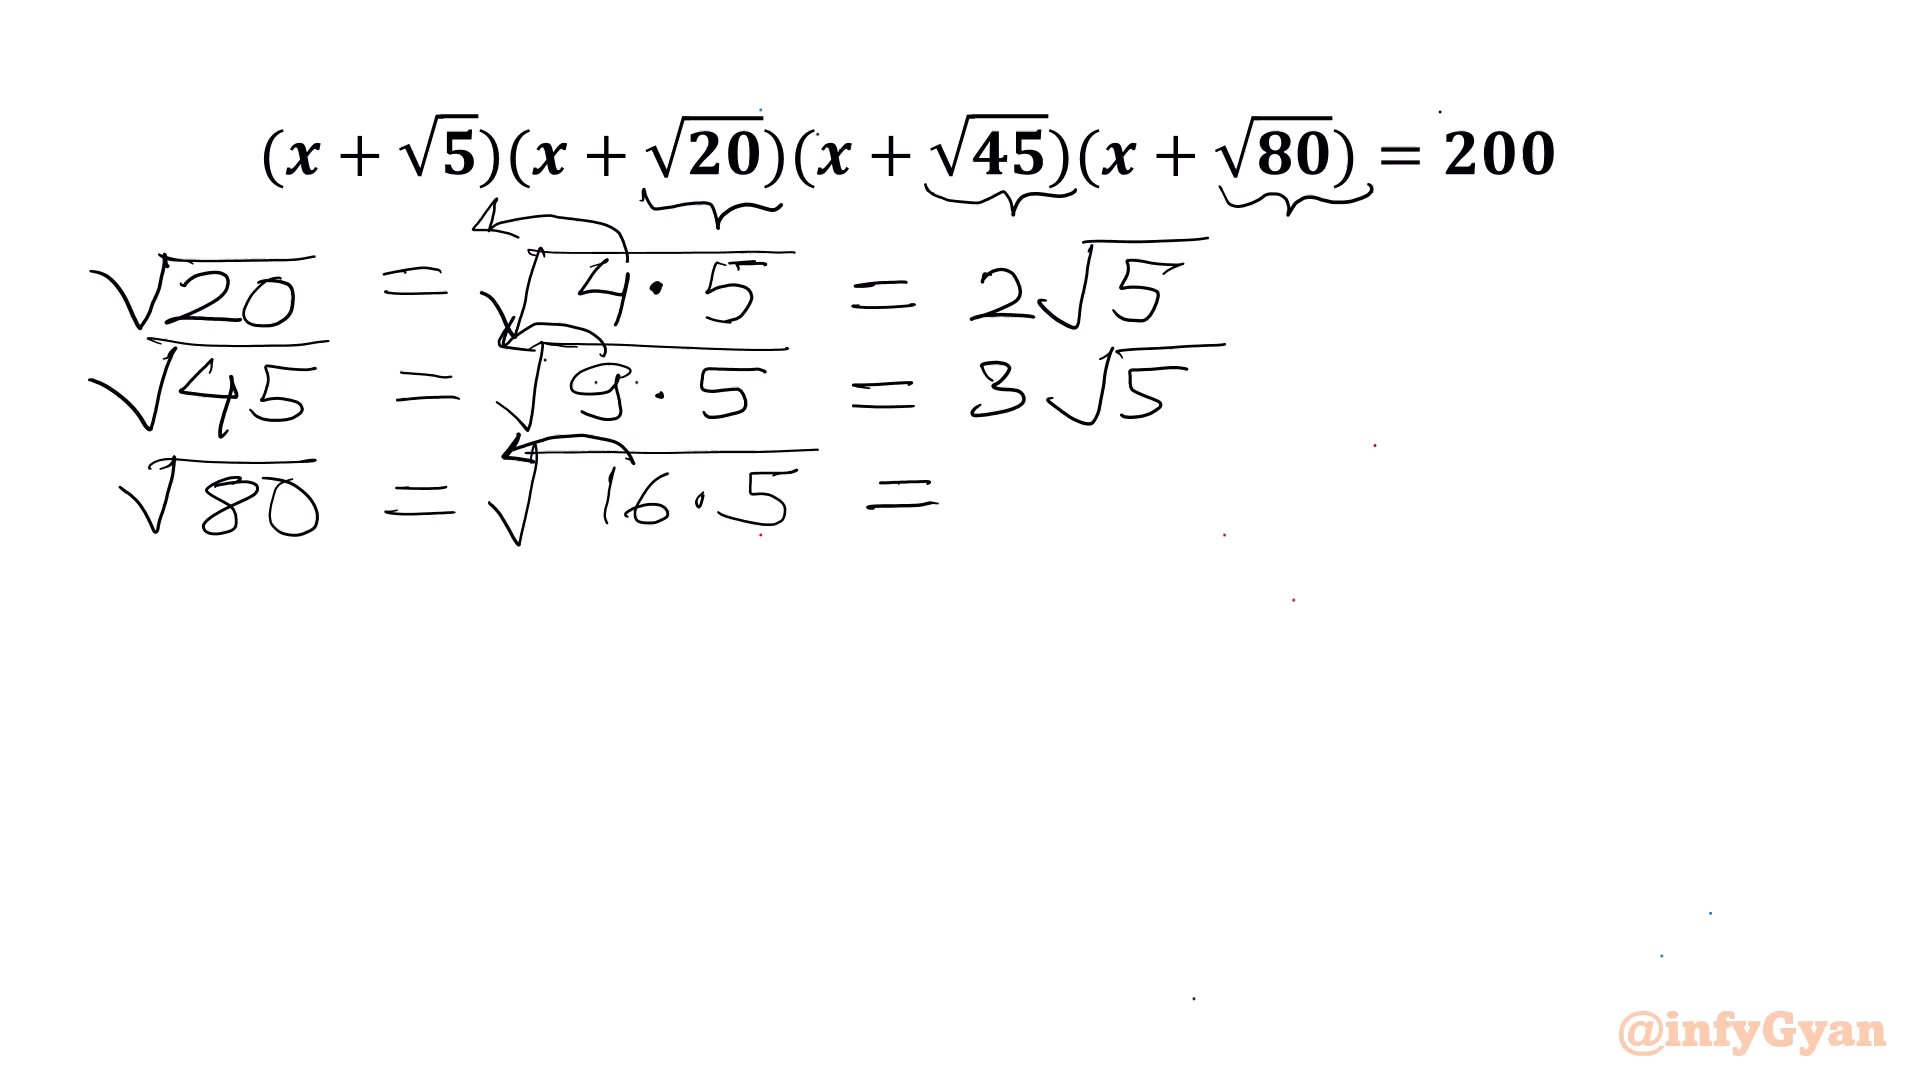 (x + √5)(x + √20)(x + √45)(x + √80) = 200
√20 = √4·5 = 2√5
√45 = √9·5 = 3√5
√80 = √16·5 =
@infyGyan